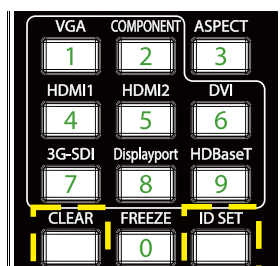 VGA COMPONENT ASPECT
1 2 3
HDMI1 HDMI2 DVI
4 5 6
3G-SDI Displayport HDBaseT
7 8 9
CLEAR FREEZE ID SET
0